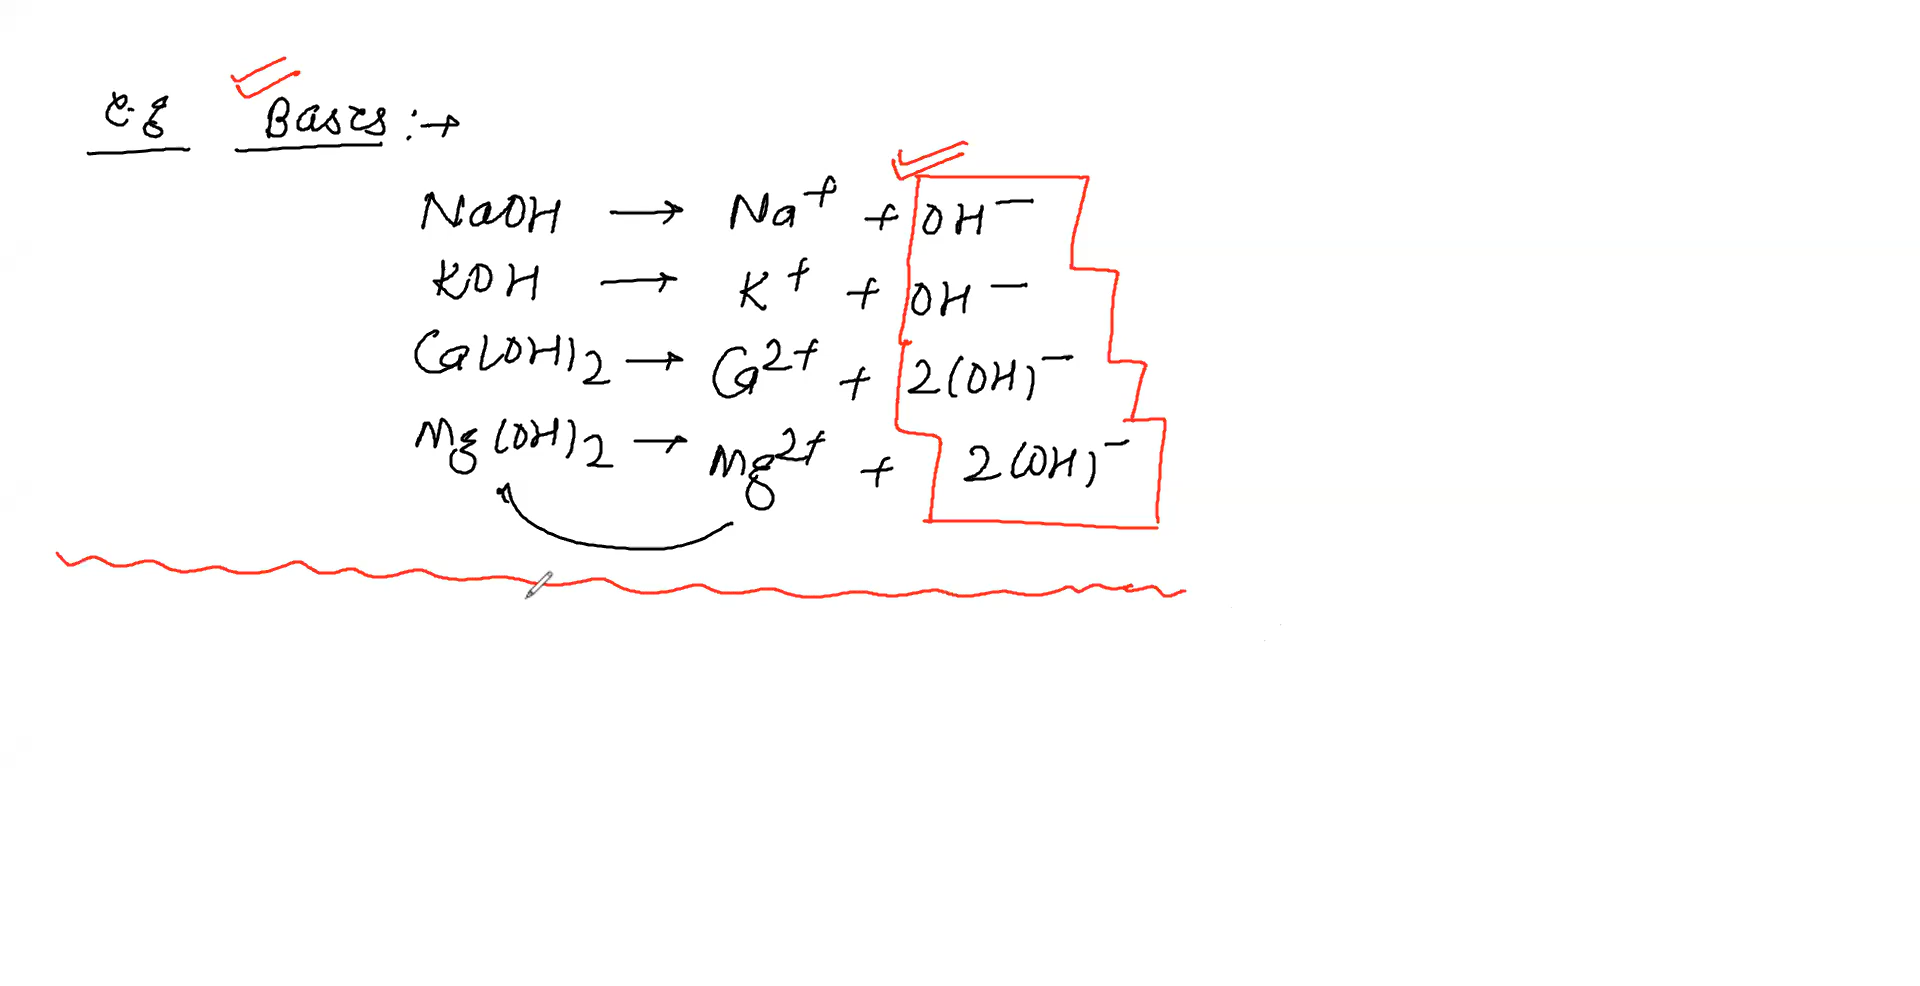 e.g Bases :→
NaOH → Na⁺ + OH⁻
KOH → K⁺ + OH⁻
Ca(OH)₂ → Ca²⁺ + 2(OH)⁻
Mg(OH)₂ → Mg²⁺ + 2(OH)⁻